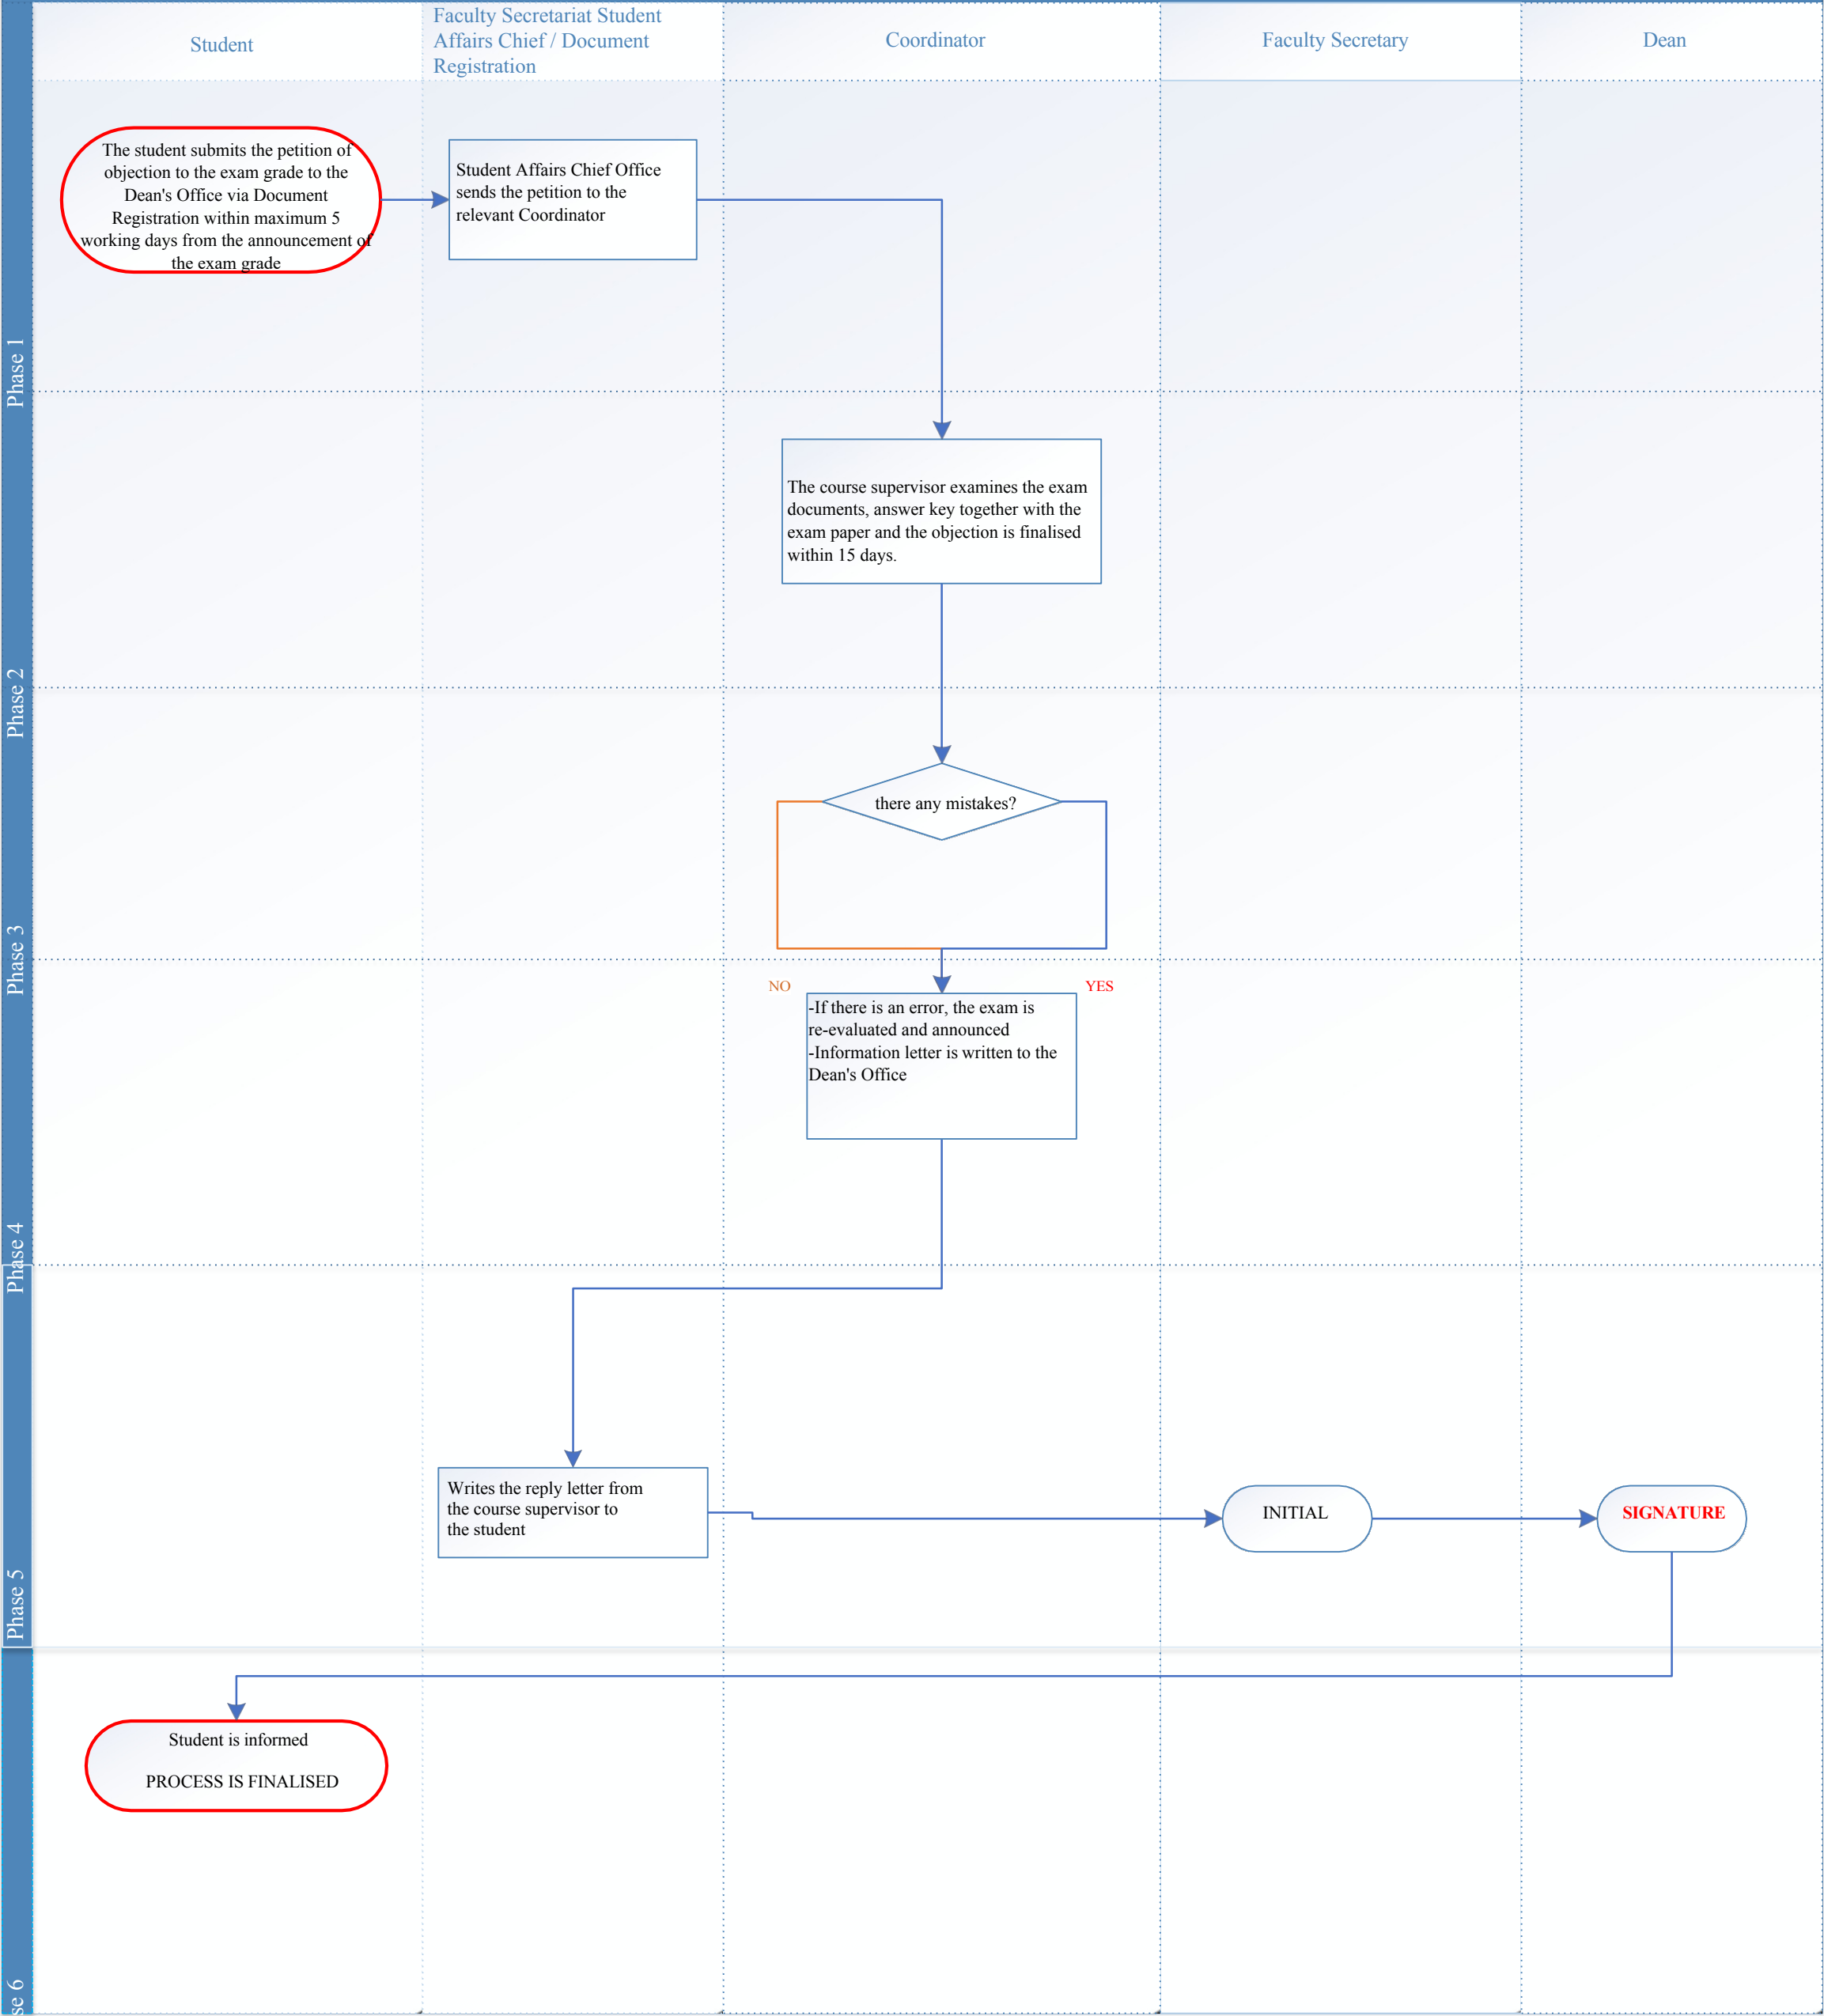 Student
Faculty Secretariat Student
Affairs Chief / Document
Registration
Coordinator
Faculty Secretary
Dean
Phase 1
The student submits the petition of
objection to the exam grade to the
Dean's Office via Document
Registration within maximum 5
working days from the announcement of
the exam grade
Student Affairs Chief Office
sends the petition to the
relevant Coordinator
Phase 2
The course supervisor examines the exam
documents, answer key together with the
exam paper and the objection is finalised
within 15 days.
Phase 3
there any mistakes?
NO
YES
Phase 4
-If there is an error, the exam is
re-evaluated and announced
-Information letter is written to the
Dean's Office
Phase 5
Writes the reply letter from
the course supervisor to
the student
INITIAL
SIGNATURE
Student is informed
PROCESS IS FINALISED
se 6